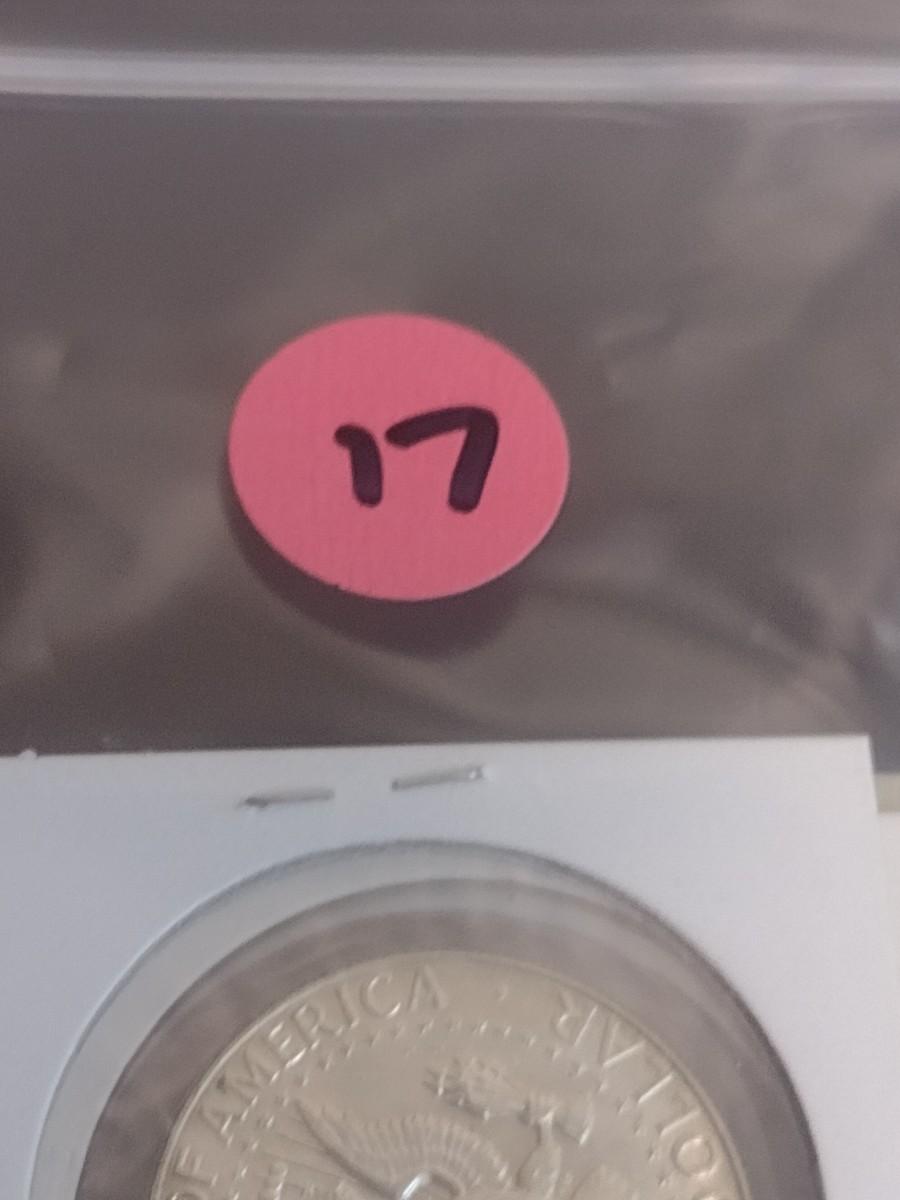 17
OF AMERICA · DOLLAR